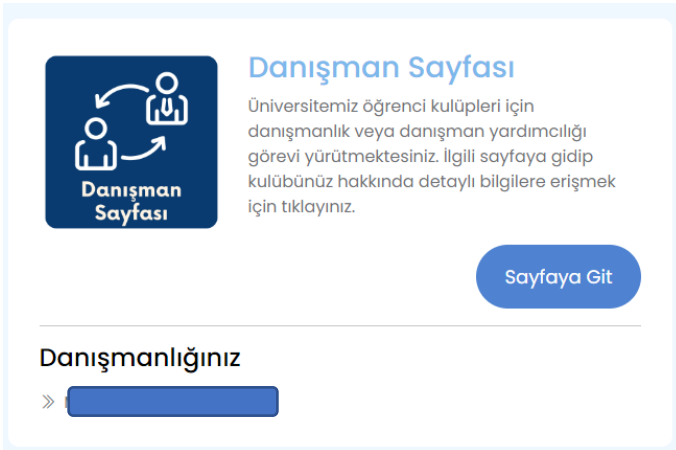 Danışman Sayfası
Üniversitemiz öğrenci kulüpleri için
danışmanlık veya danışman yardımcılığı
görevi yürütmektesiniz. İlgili sayfaya gidip
kulübünüz hakkında detaylı bilgilere erişmek
için tıklayınız.
Danışman
Sayfası
Sayfaya Git
Danışmanlığınız